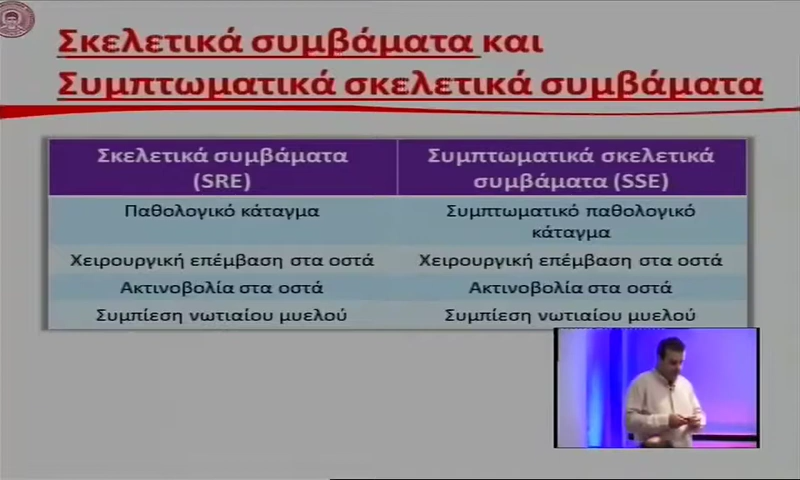 Σκελετικά συμβάματα και
Συμπτωματικά σκελετικά συμβάματα
Σκελετικά συμβάματα
(SRE)
Συμπτωματικά σκελετικά
συμβάματα (SSE)
Παθολογικό κάταγμα
Συμπτωματικό παθολογικό
κάταγμα
Χειρουργική επέμβαση στα οστά
Χειρουργική επέμβαση στα οστά
Ακτινοβολία στα οστά
Ακτινοβολία στα οστά
Συμπίεση νωτιαίου μυελού
Συμπίεση νωτιαίου μυελού